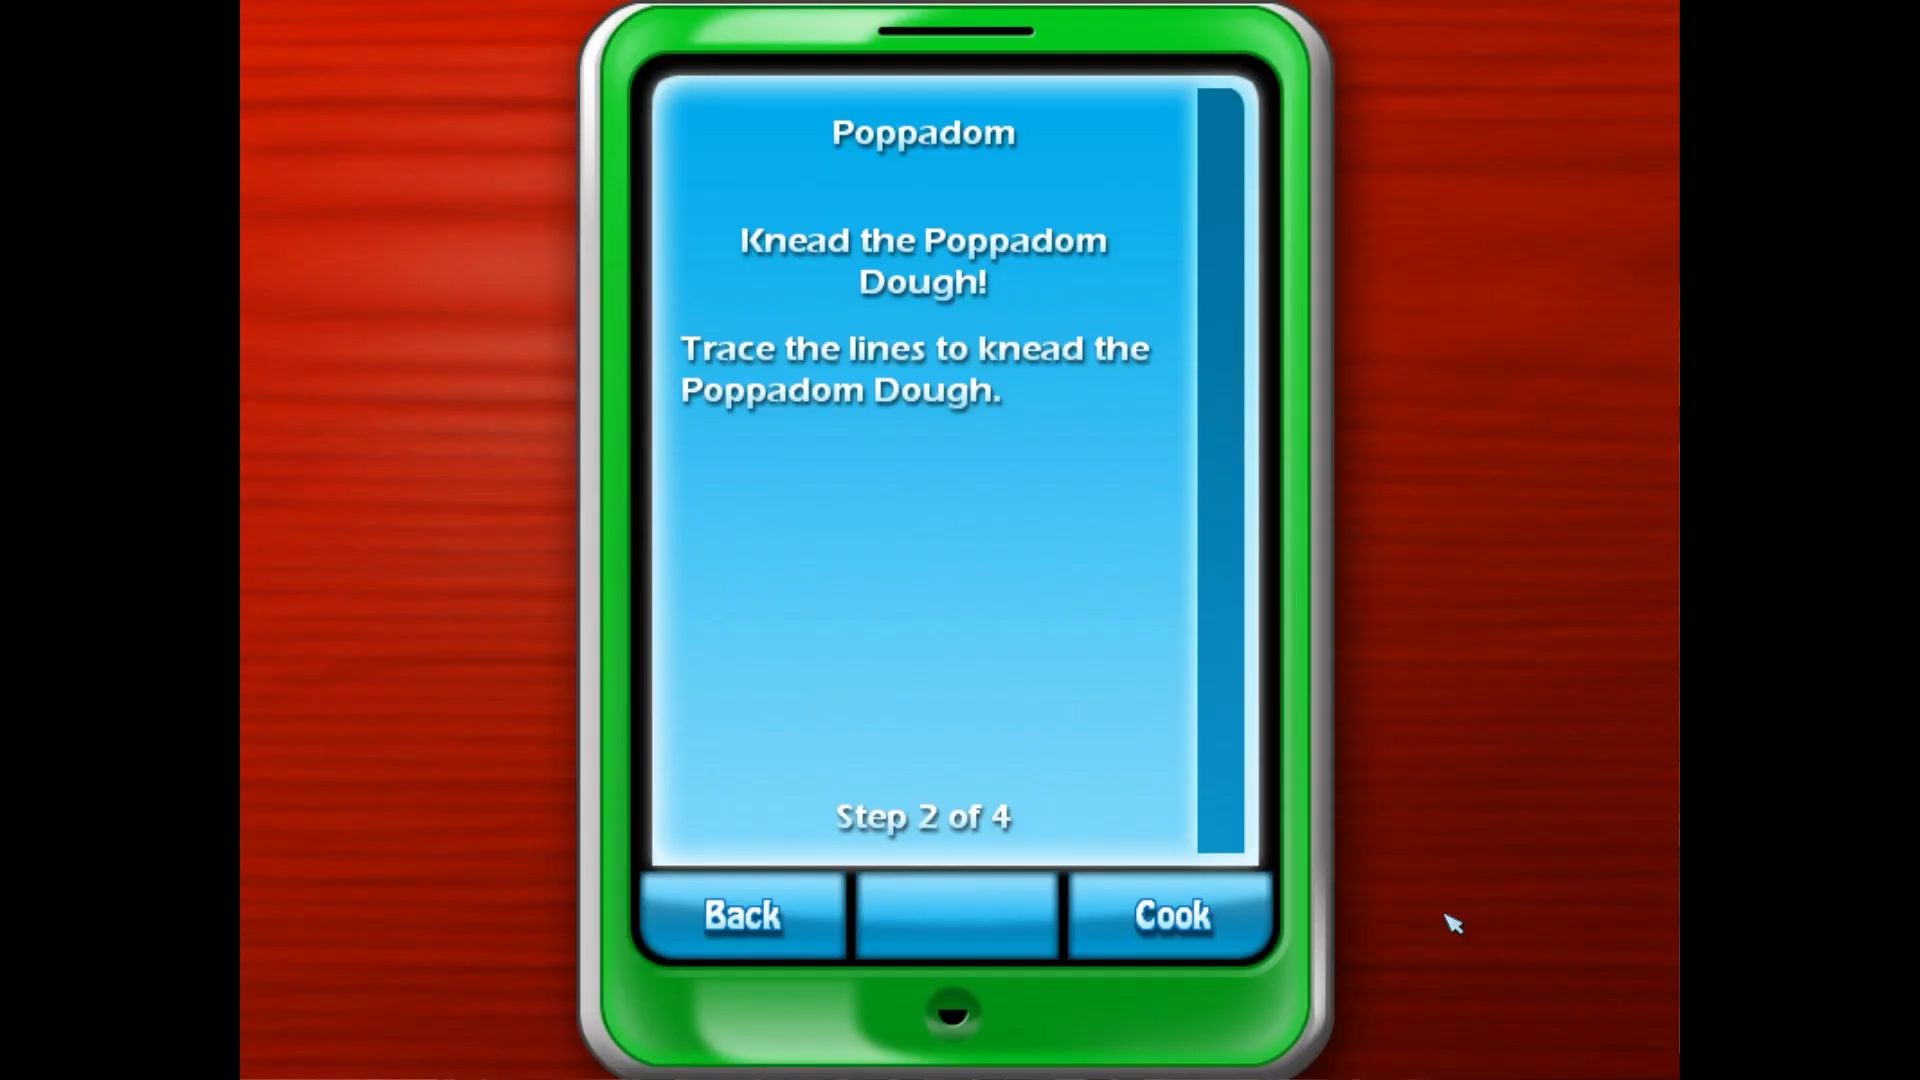 Poppadom
Knead the Poppadom
Dough!
Trace the lines to knead the
Poppadom Dough.
Step 2 of 4
Back
Cook